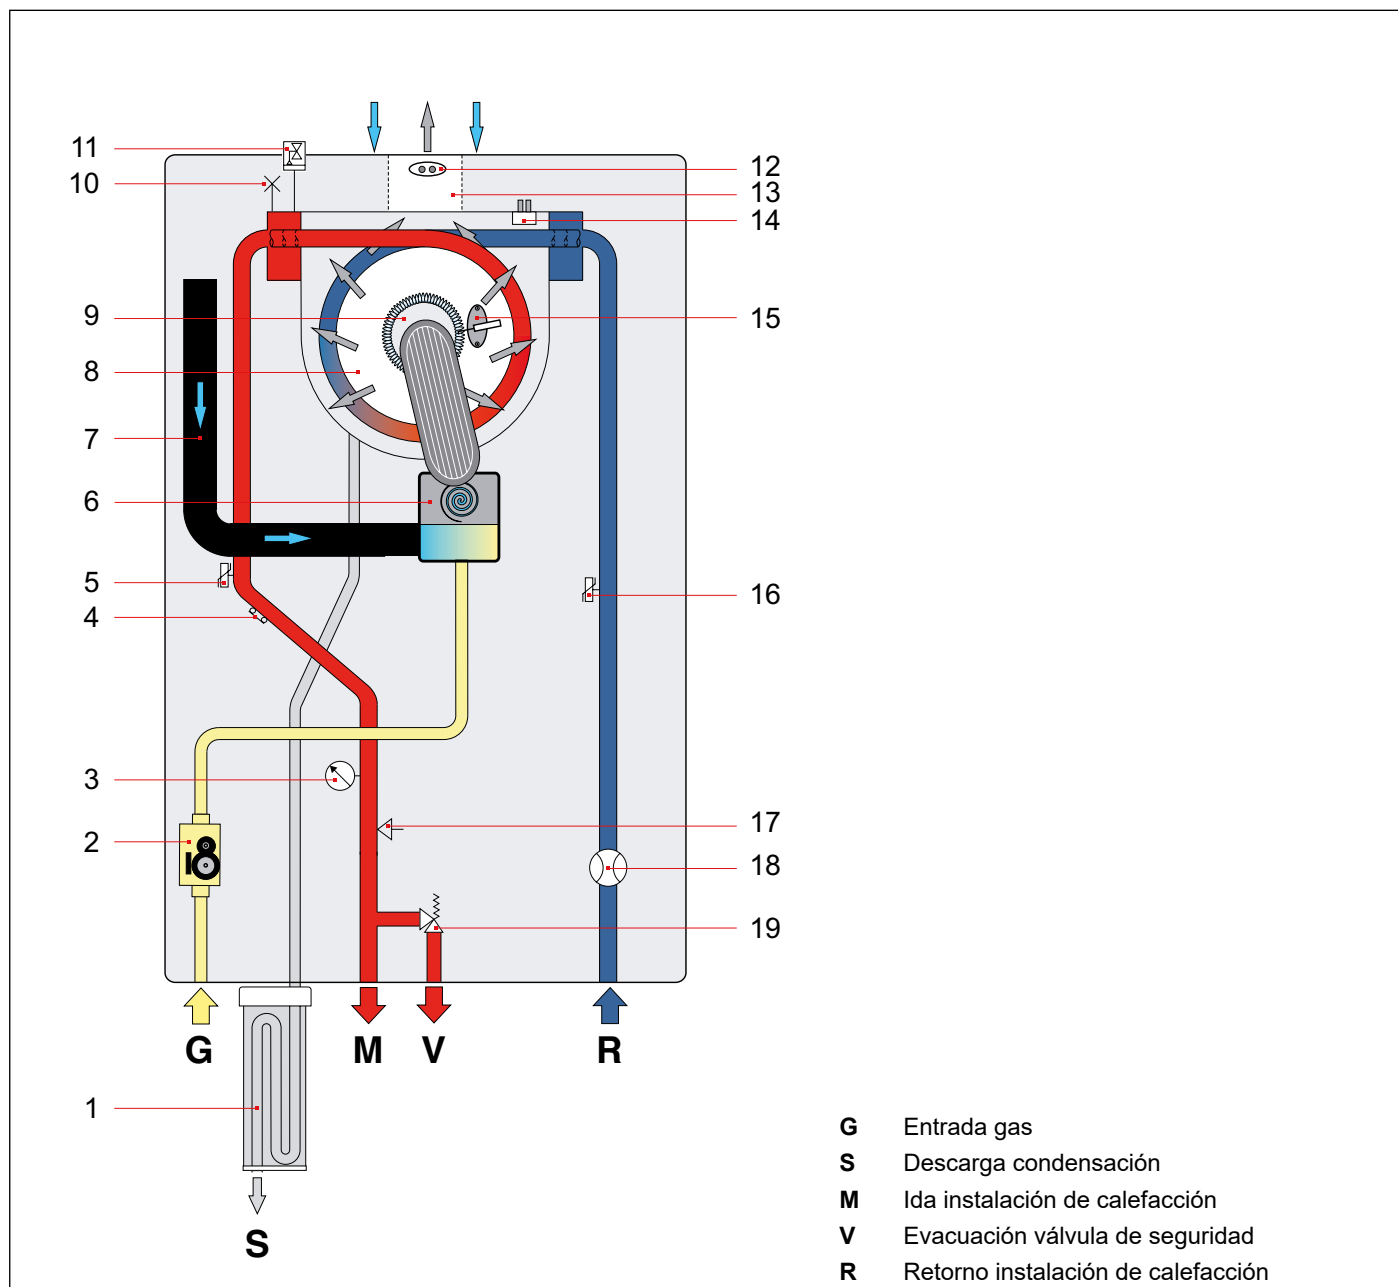 11
10
12
13
14
9
15
8
7
6
5
4
16
3
17
2
18
19
G
M
V
R
1
S
G Entrada gas
S Descarga condensación
M Ida instalación de calefacción
V Evacuación válvula de seguridad
R Retorno instalación de calefacción